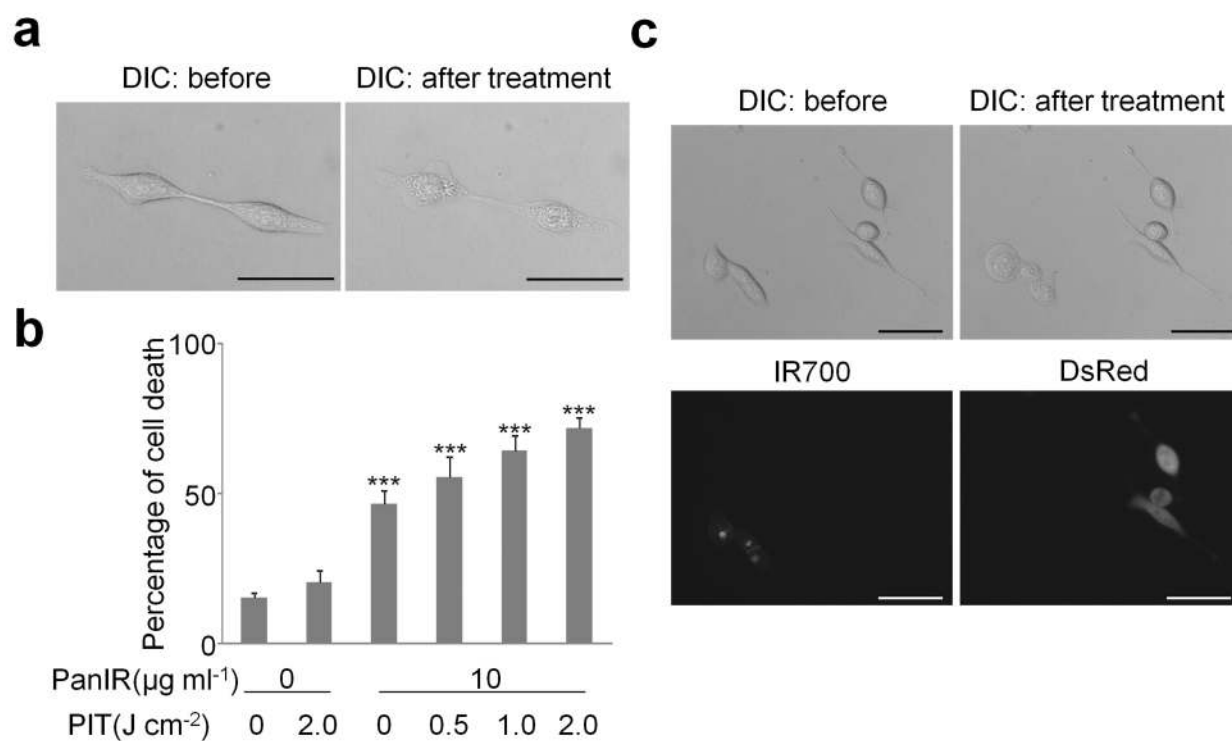 a
DIC: before
DIC: after treatment
b
Percentage of cell death
100
50
0
***
***
***
***
PanIR(µg ml⁻¹)
0
10
PIT(J cm⁻²)
0 2.0 0 0.5 1.0 2.0
c
DIC: before
DIC: after treatment
IR700
DsRed